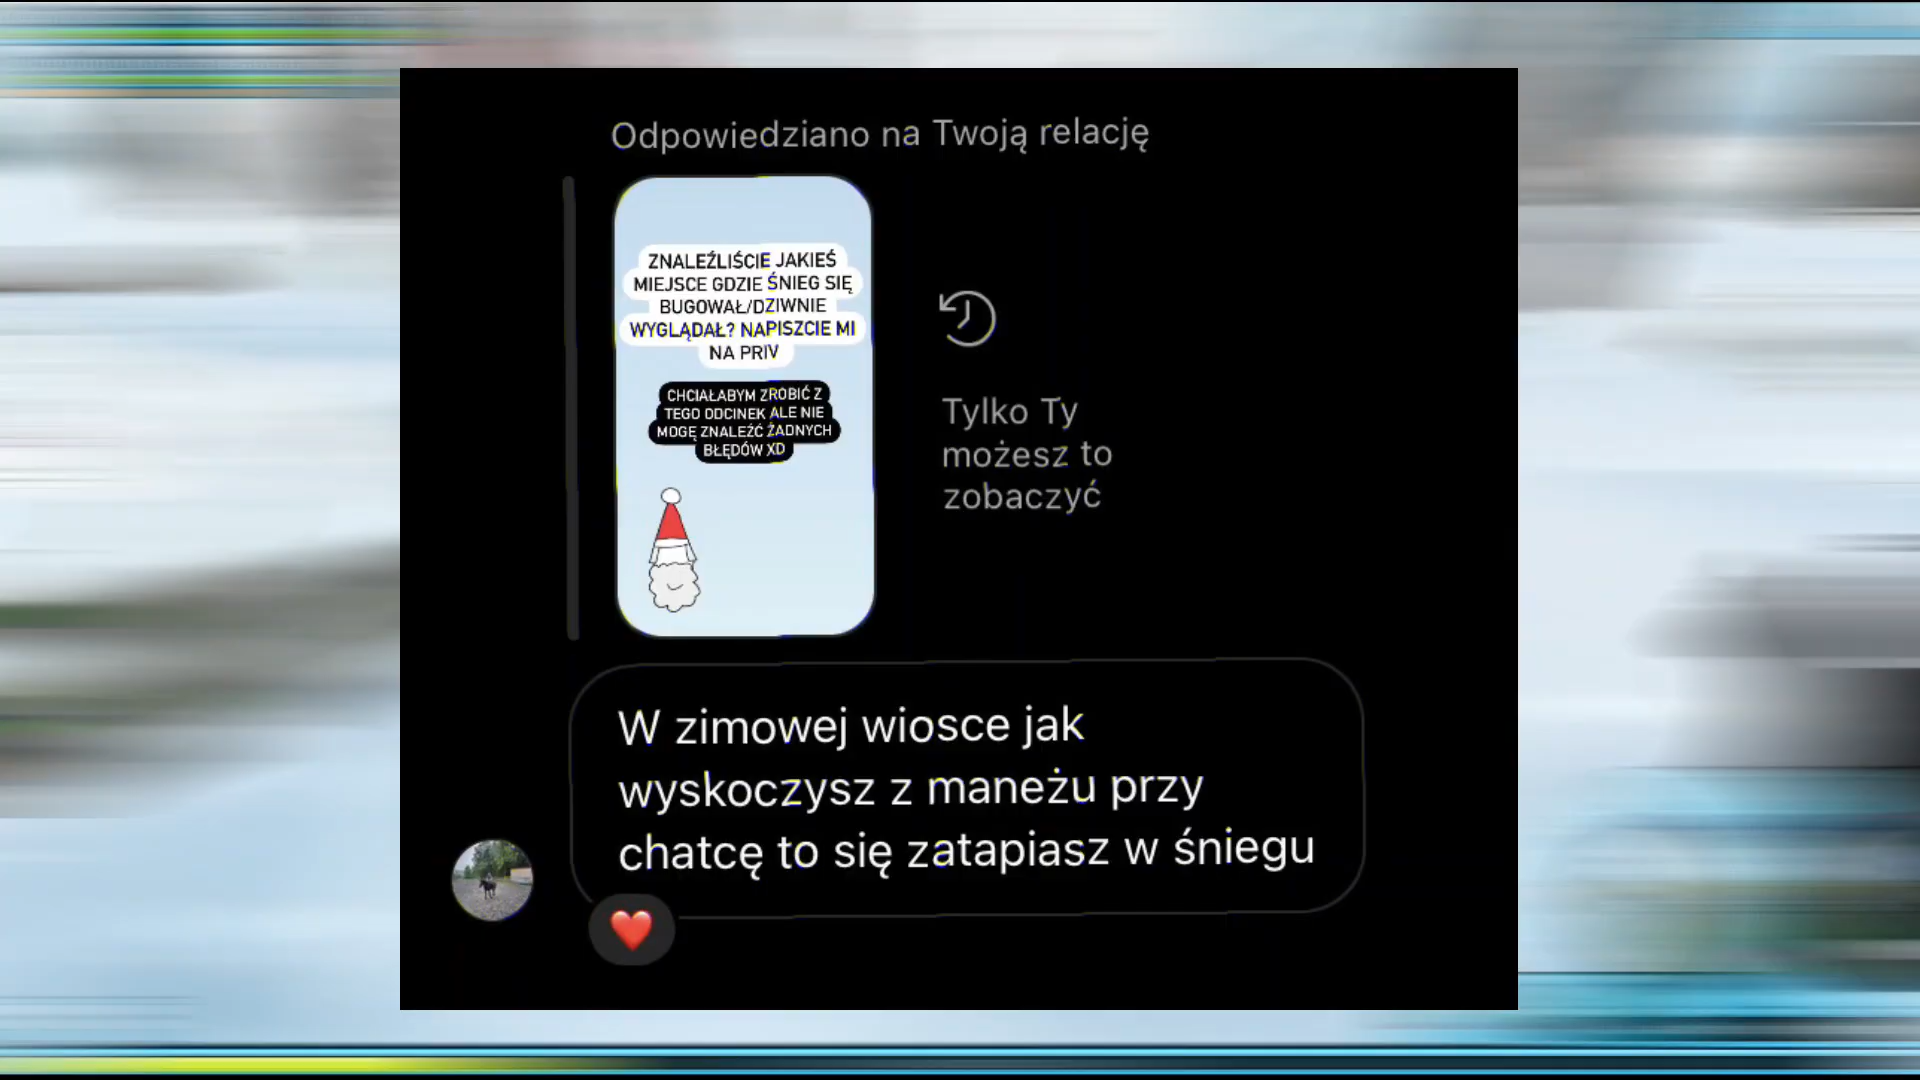 Odpowiedziano na Twoją relację
ZNALEŹLIŚCIE JAKIEŚ
MIEJSCE GDZIE ŚNIEG SIĘ
BUGOWAŁ/DZIWNIE
WYGLĄDAŁ? NAPISZCIE MI
NA PRIV
CHCIAŁABYM ZROBIĆ Z
TEGO ODCINEK ALE NIE
MOGĘ ZNALEŹĆ ŻADNYCH
BŁĘDÓW XD
Tylko Ty
możesz to
zobaczyć
W zimowej wiosce jak
wyskoczysz z maneżu przy
chatcę to się zatapiasz w śniegu